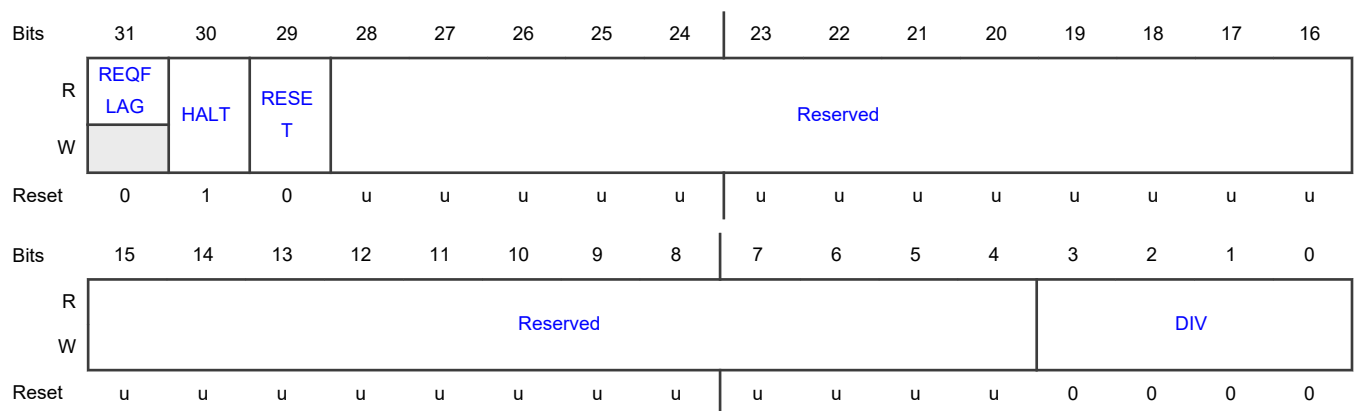 Bits 31 30 29 28 27 26 25 24 23 22 21 20 19 18 17 16
R REQF
LAG HALT RESE
T Reserved
W
Reset 0 1 0 u u u u u u u u u u u u u
Bits 15 14 13 12 11 10 9 8 7 6 5 4 3 2 1 0
R
Reserved DIV
W
Reset u u u u u u u u u u u u 0 0 0 0